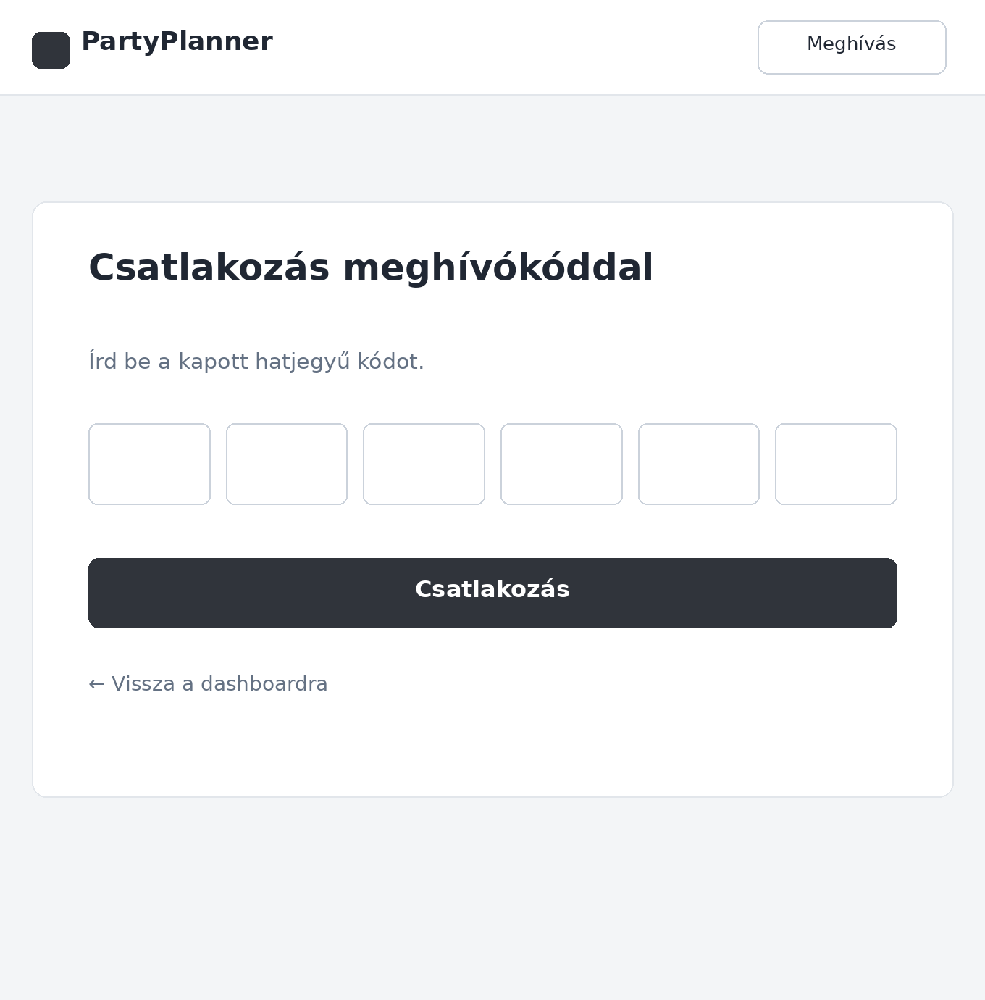 PartyPlanner
Meghívás
Csatlakozás meghívókóddal
Írd be a kapott hatjegyű kódot.
Csatlakozás
← Vissza a dashboardra